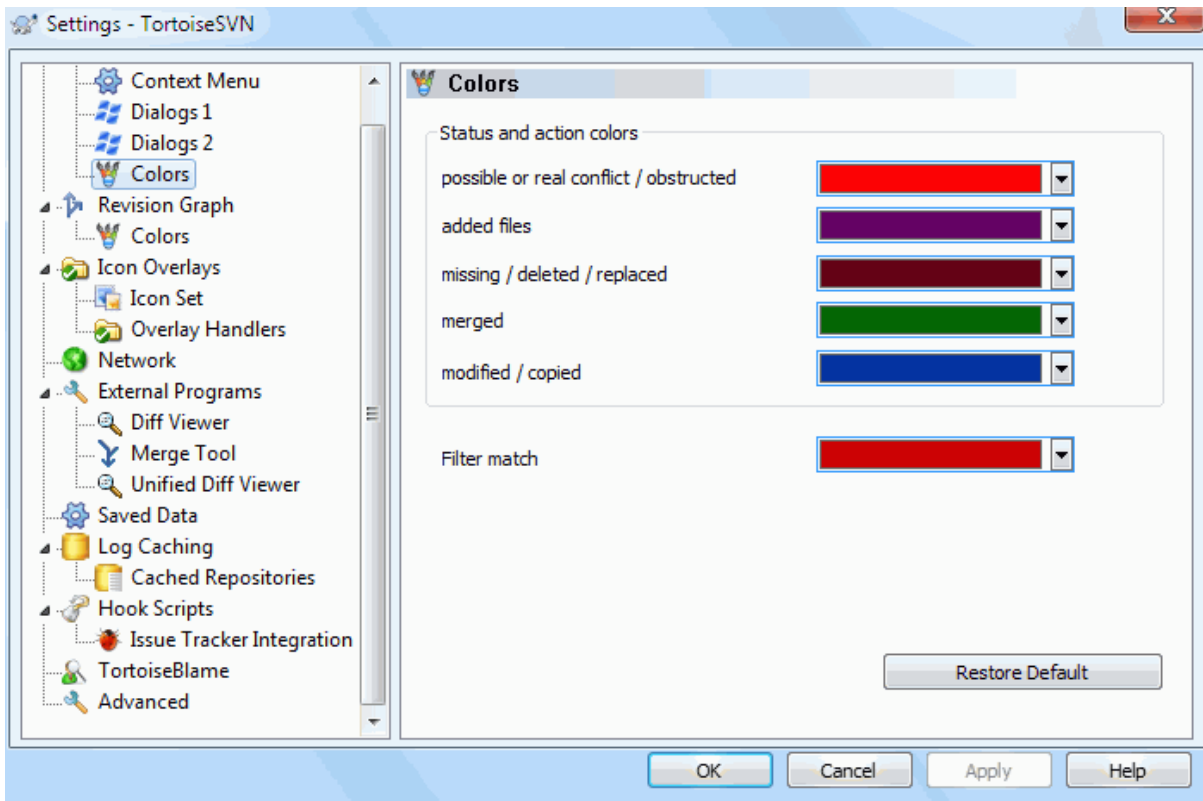 Settings - TortoiseSVN
X
Context Menu
Dialogs 1
Dialogs 2
Colors
Revision Graph
Colors
Icon Overlays
Icon Set
Overlay Handlers
Network
External Programs
Diff Viewer
Merge Tool
Unified Diff Viewer
Saved Data
Log Caching
Cached Repositories
Hook Scripts
Issue Tracker Integration
TortoiseBlame
Advanced
Colors
Status and action colors
possible or real conflict / obstructed
added files
missing / deleted / replaced
merged
modified / copied
Filter match
Restore Default
OK
Cancel
Apply
Help